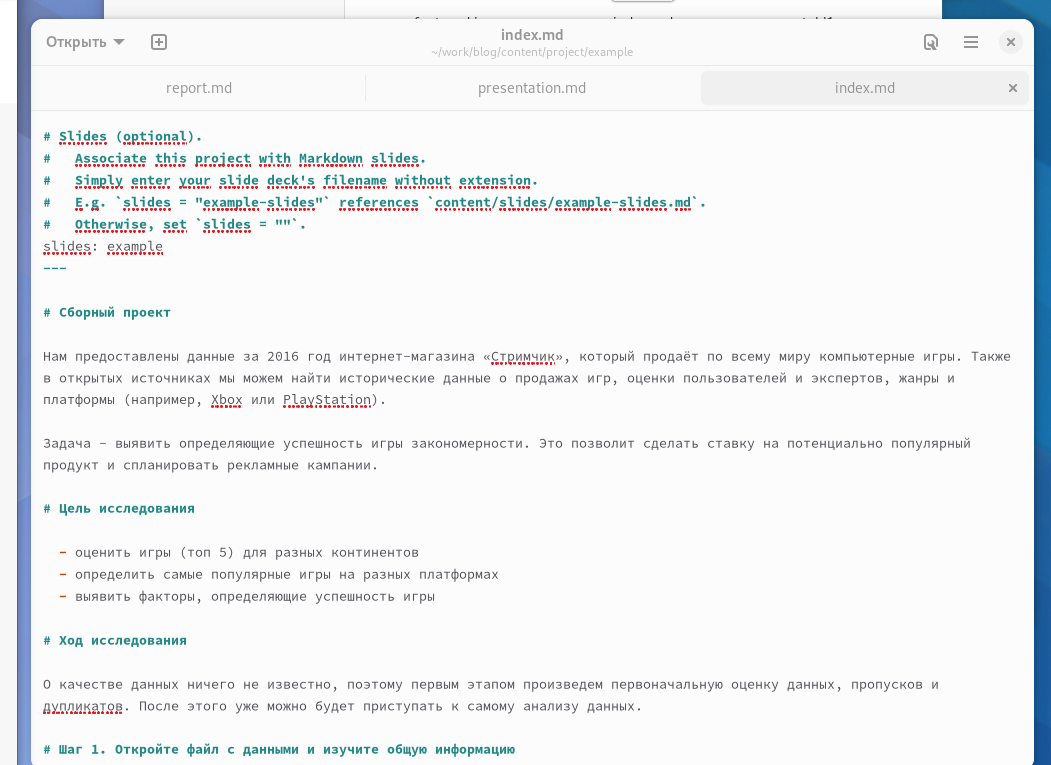 Открыть
index.md
~/work/blog/content/project/example
report.md
presentation.md
index.md
# Slides (optional).
#   Associate this project with Markdown slides.
#   Simply enter your slide deck's filename without extension.
#   E.g. `slides = "example-slides"` references `content/slides/example-slides.md`.
#   Otherwise, set `slides = ""`.
slides: example
---
# Сборный проект
Нам предоставлены данные за 2016 год интернет-магазина «Стримчик», который продаёт по всему миру компьютерные игры. Также
в открытых источниках мы можем найти исторические данные о продажах игр, оценки пользователей и экспертов, жанры и
платформы (например, Xbox или PlayStation).
Задача - выявить определяющие успешность игры закономерности. Это позволит сделать ставку на потенциально популярный
продукт и спланировать рекламные кампании.
# Цель исследования
- оценить игры (топ 5) для разных континентов
- определить самые популярные игры на разных платформах
- выявить факторы, определяющие успешность игры
# Ход исследования
О качестве данных ничего не известно, поэтому первым этапом произведем первоначальную оценку данных, пропусков и
дупликатов. После этого уже можно будет приступать к самому анализу данных.
# Шаг 1. Откройте файл с данными и изучите общую информацию